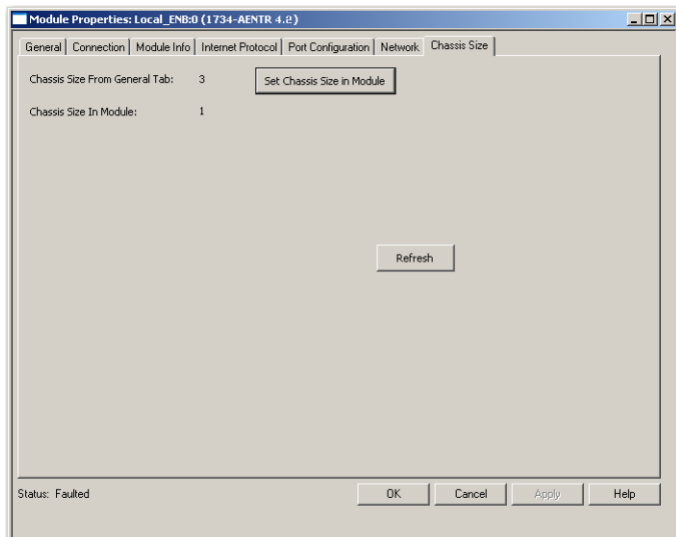 Module Properties: Local_ENB:0 (1734-AENTR 4.2)
General Connection Module Info Internet Protocol Port Configuration Network Chassis Size
Chassis Size From General Tab: 3 Set Chassis Size in Module
Chassis Size In Module: 1
Refresh
Status: Faulted OK Cancel Apply Help